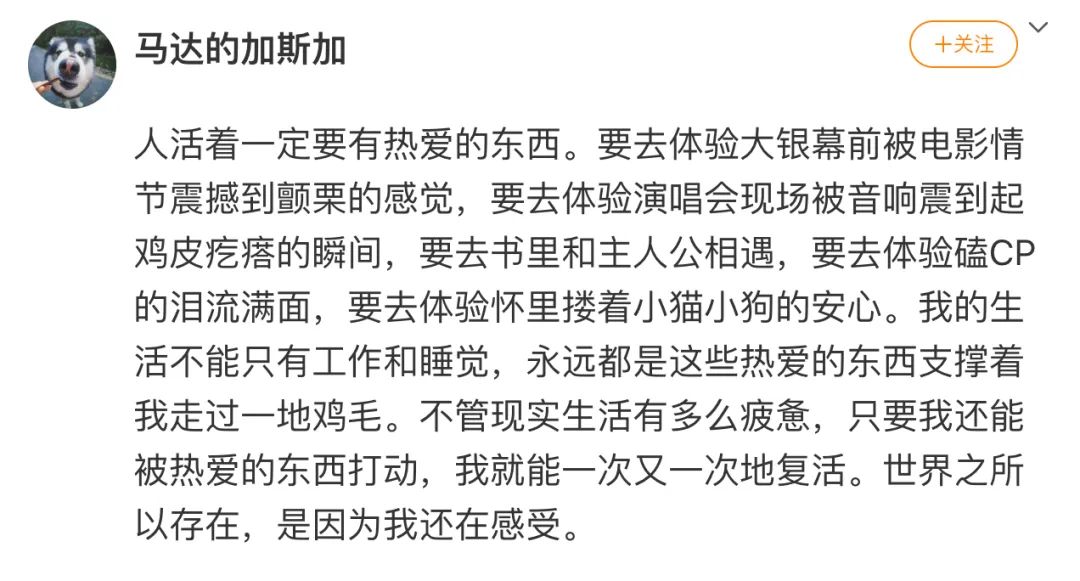 马达的加斯加
+关注
人活着一定要有热爱的东西。要去体验大银幕前被电影情
节震撼到颤栗的感觉，要去体验演唱会现场被音响震到起
鸡皮疙瘩的瞬间，要去书里和主人公相遇，要去体验磕CP
的泪流满面，要去体验怀里搂着小猫小狗的安心。我的生
活不能只有工作和睡觉，永远都是这些热爱的东西支撑着
我走过一地鸡毛。不管现实生活有多么疲惫，只要我还能
被热爱的东西打动，我就能一次又一次地复活。世界之所
以存在，是因为我还在感受。